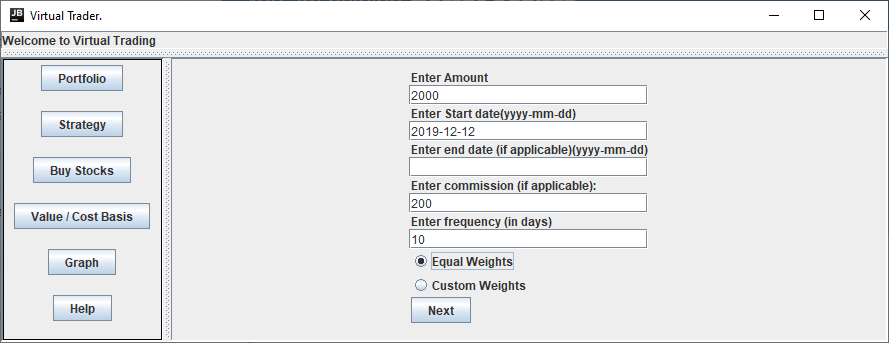 JB Virtual Trader.
Welcome to Virtual Trading
Portfolio
Strategy
Buy Stocks
Value / Cost Basis
Graph
Help
Enter Amount
2000
Enter Start date(yyyy-mm-dd)
2019-12-12
Enter end date (if applicable)(yyyy-mm-dd)
Enter commission (if applicable):
200
Enter frequency (in days)
10
Equal Weights
Custom Weights
Next